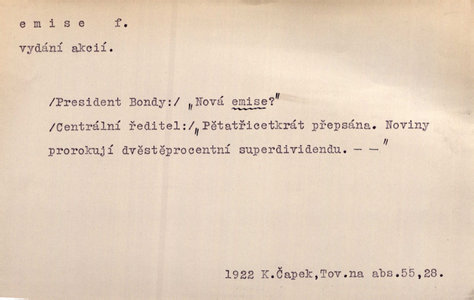 emise f.
vydání akcií.
/President Bondy:/ "Nová emise?"
/Centrální ředitel:/ "Pětatřicetkrát přepsána. Noviny
prorokují dvěstěprocentní superdividendu. — —"
1922 K.Čapek,Tov.na abs.55,28.